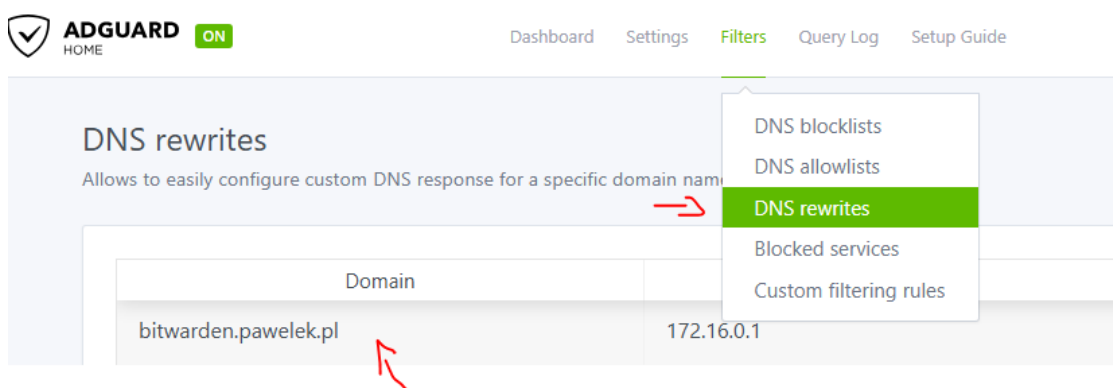 ADGUARD ON
HOME
Dashboard Settings Filters Query Log Setup Guide
DNS rewrites
Allows to easily configure custom DNS response for a specific domain
DNS blocklists
DNS allowlists
DNS rewrites
Blocked services
Custom filtering rules
Domain
bitwarden.pawelek.pl 172.16.0.1